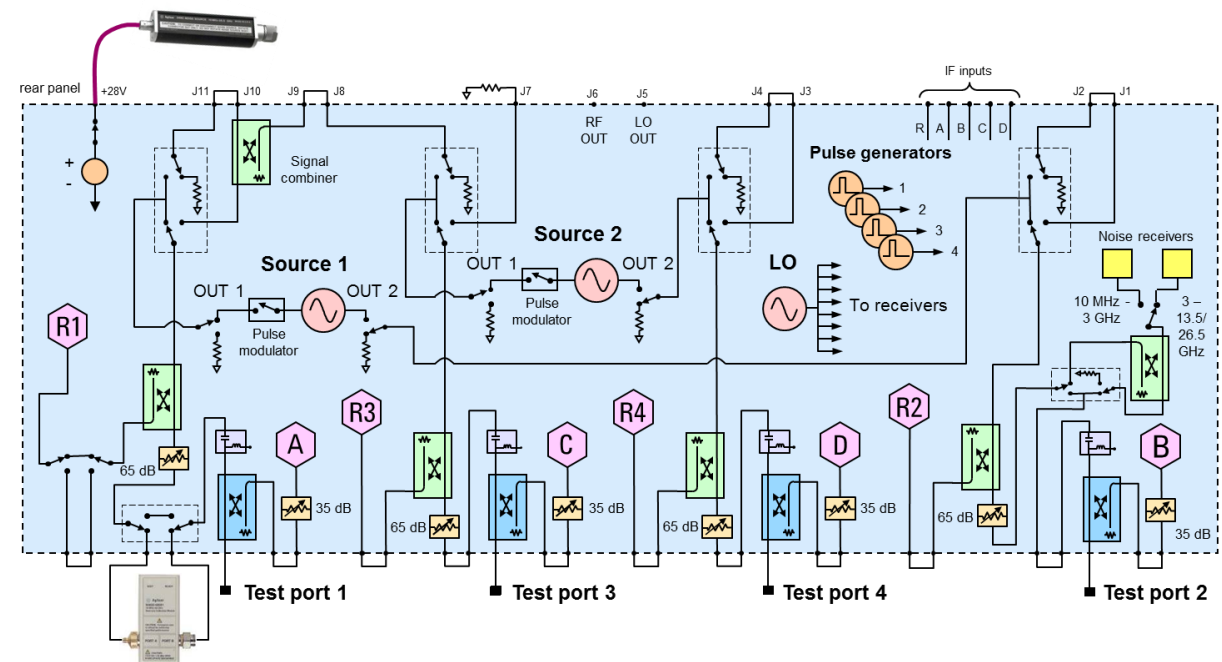 rear panel
+28V
J11
J10
J9
J8
J7
J6
J5
J4
J3
IF inputs
J2
J1
RF
OUT
LO
OUT
R
A
B
C
D
+
-
Signal
combiner
Pulse generators
1
2
3
4
Source 1
OUT 1
OUT 2
Pulse
modulator
Source 2
OUT 1
OUT 2
Pulse
modulator
LO
To receivers
Noise receivers
10 MHz -
3 GHz
3 –
13.5/
26.5
GHz
R1
R3
R4
R2
A
C
D
B
65 dB
35 dB
65 dB
35 dB
65 dB
35 dB
65 dB
35 dB
Test port 1
Test port 3
Test port 4
Test port 2
Agilent